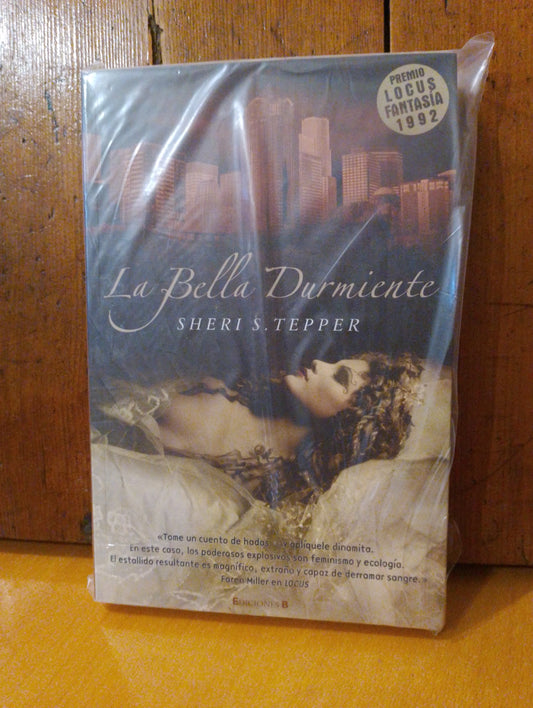 PREMIO
LOCUS
FANTASÍA
1992
La Bella Durmiente
SHERI S. TEPPER
«Tome un cuento de hadas y aplíquele dinamita.
En este caso, los poderosos explosivos son feminismo y ecología.
El estallido resultante es magnífico, extraño y capaz de derramar sangre.»
Faren Miller en LOCUS
EDICIONES B